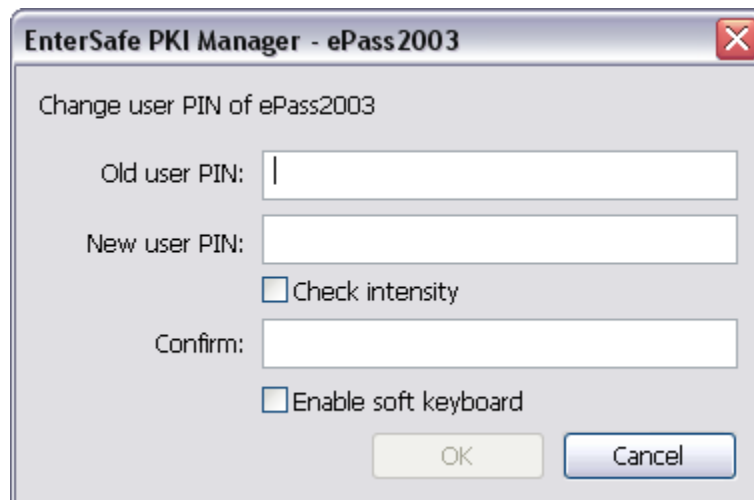 EnterSafe PKI Manager - ePass2003
Change user PIN of ePass2003
Old user PIN:
New user PIN:
Check intensity
Confirm:
Enable soft keyboard
OK Cancel